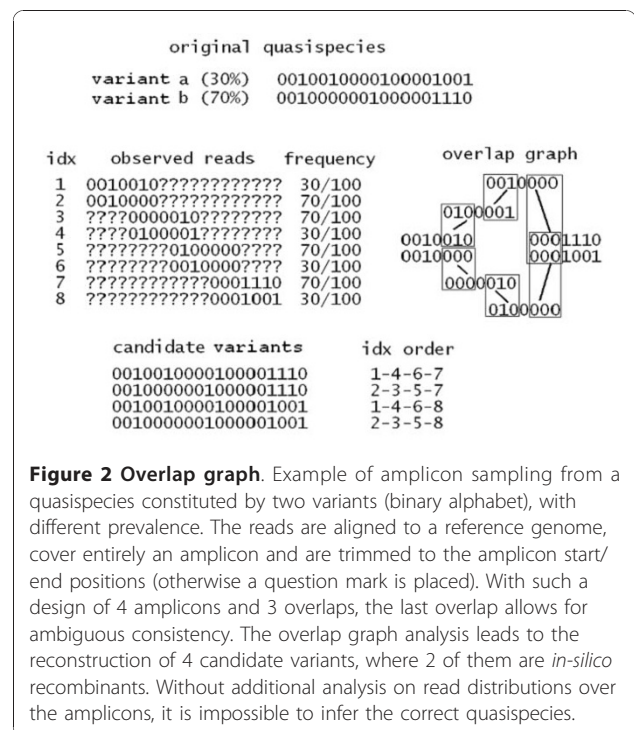 original quasispecies
variant a (30%) 0010010000100001001
variant b (70%) 0010000001000001110
idx observed reads frequency
1 0010010???????????? 30/100
2 0010000???????????? 70/100
3 ????0000010???????? 70/100
4 ????0100001???????? 30/100
5 ????????0100000???? 70/100
6 ????????0010000???? 30/100
7 ????????????0001110 70/100
8 ????????????0001001 30/100
overlap graph
0010000
0100001
0010010 0001110
0010000 0001001
0000010
0100000
candidate variants idx order
0010010000100001110 1-4-6-7
0010000001000001110 2-3-5-7
0010010000100001001 1-4-6-8
0010000001000001001 2-3-5-8
Figure 2 Overlap graph. Example of amplicon sampling from a
quasispecies constituted by two variants (binary alphabet), with
different prevalence. The reads are aligned to a reference genome,
cover entirely an amplicon and are trimmed to the amplicon start/
end positions (otherwise a question mark is placed). With such a
design of 4 amplicons and 3 overlaps, the last overlap allows for
ambiguous consistency. The overlap graph analysis leads to the
reconstruction of 4 candidate variants, where 2 of them are in-silico
recombinants. Without additional analysis on read distributions over
the amplicons, it is impossible to infer the correct quasispecies.